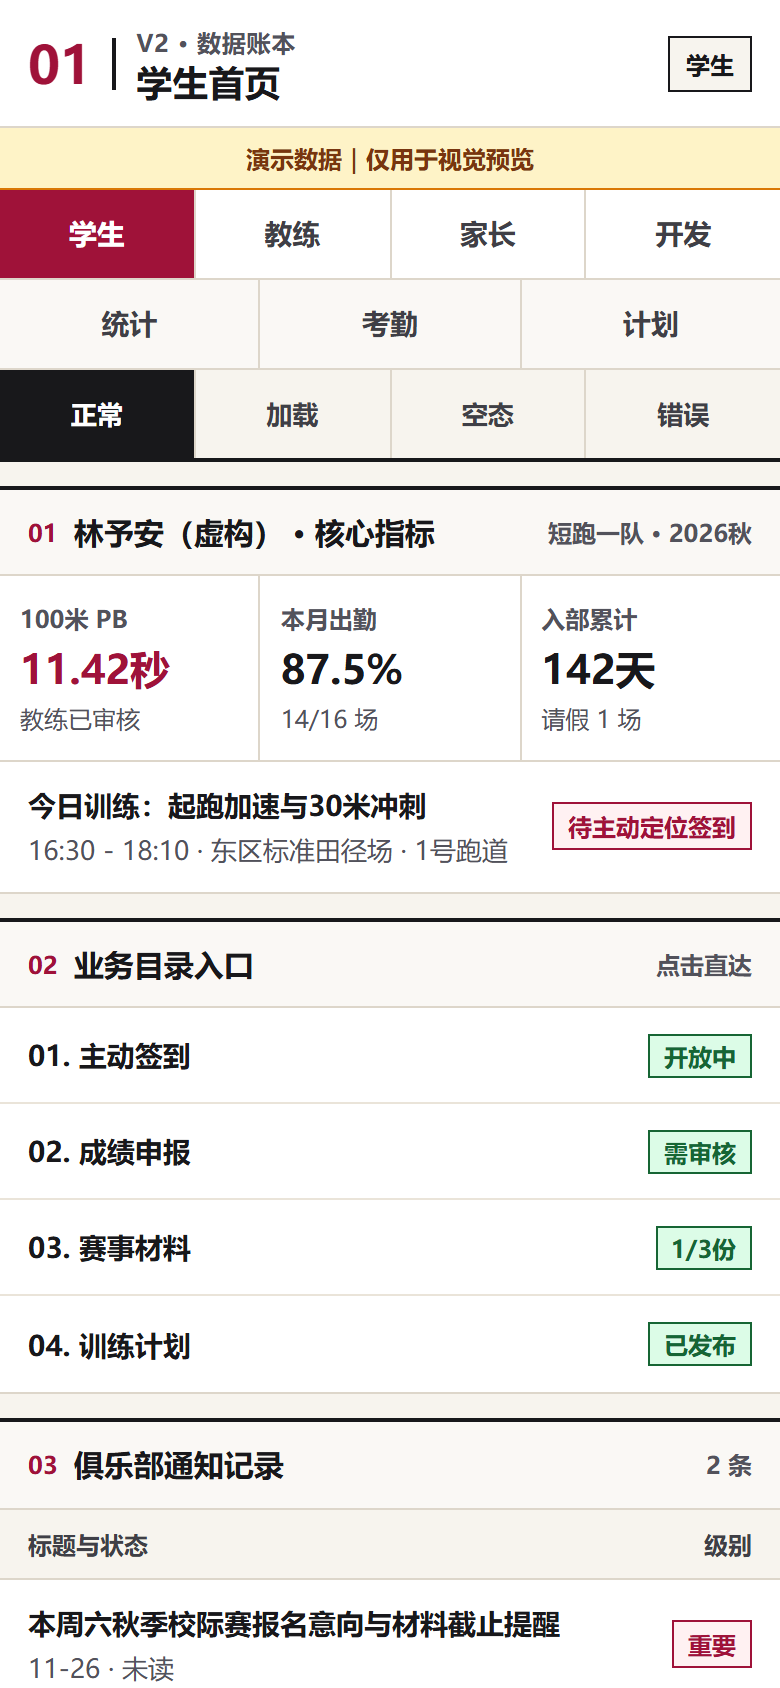 01
V2 • 数据账本
学生首页
学生
演示数据 | 仅用于视觉预览
学生 教练 家长 开发
统计 考勤 计划
正常 加载 空态 错误
01 林予安（虚构）• 核心指标 短跑一队 • 2026秋
100米 PB 本月出勤 入部累计
11.42秒 87.5% 142天
教练已审核 14/16 场 请假 1 场
今日训练：起跑加速与30米冲刺
16:30 - 18:10 · 东区标准田径场 · 1号跑道
待主动定位签到
02 业务目录入口 点击直达
01. 主动签到 开放中
02. 成绩申报 需审核
03. 赛事材料 1/3份
04. 训练计划 已发布
03 俱乐部通知记录 2 条
标题与状态 级别
本周六秋季校际赛报名意向与材料截止提醒
11-26 · 未读
重要